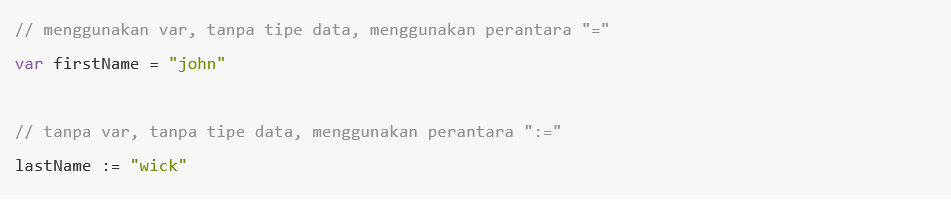 // menggunakan var, tanpa tipe data, menggunakan perantara "="
var firstName = "john"
// tanpa var, tanpa tipe data, menggunakan perantara ":="
lastName := "wick"